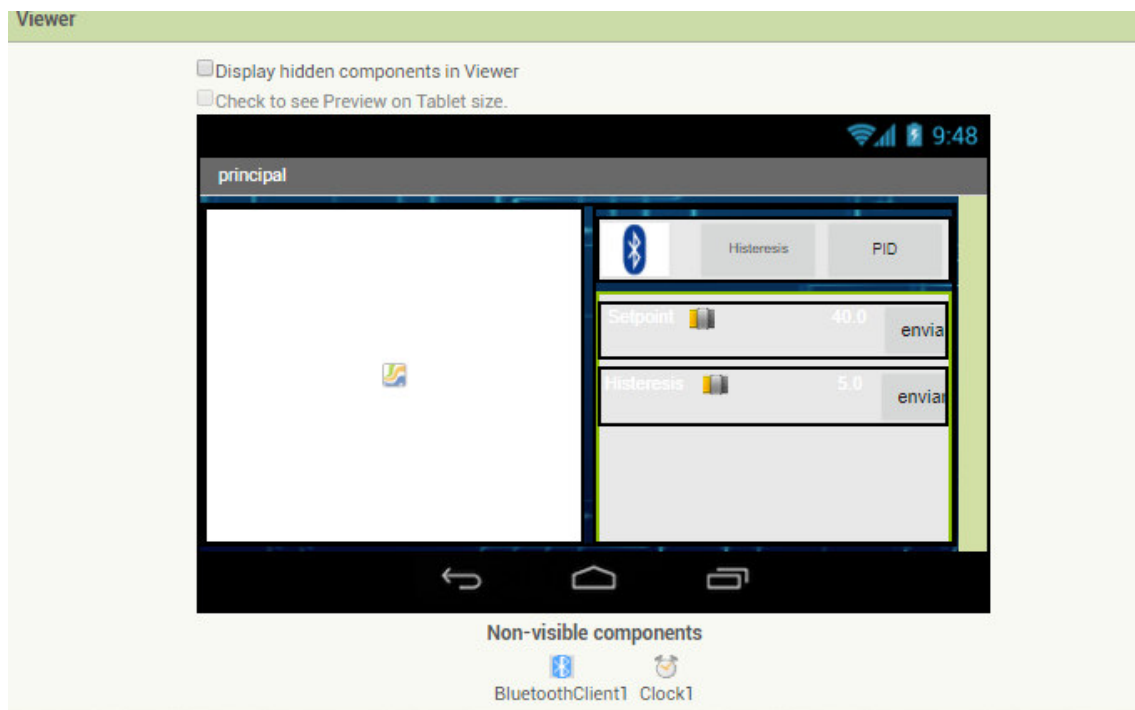 Viewer
Display hidden components in Viewer
Check to see Preview on Tablet size.
9:48
principal
Histeresis PID
Setpoint 40.0 envia
Histeresis 5.0 enviar
Non-visible components
BluetoothClient1 Clock1